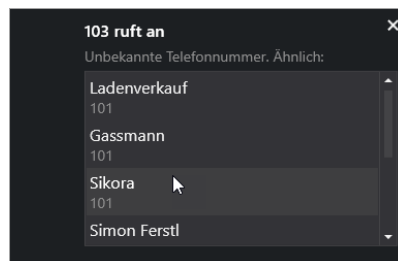 103 ruft an
Unbekannte Telefonnummer. Ähnlich:
Ladenverkauf
101
Gassmann
101
Sikora
101
Simon Ferstl